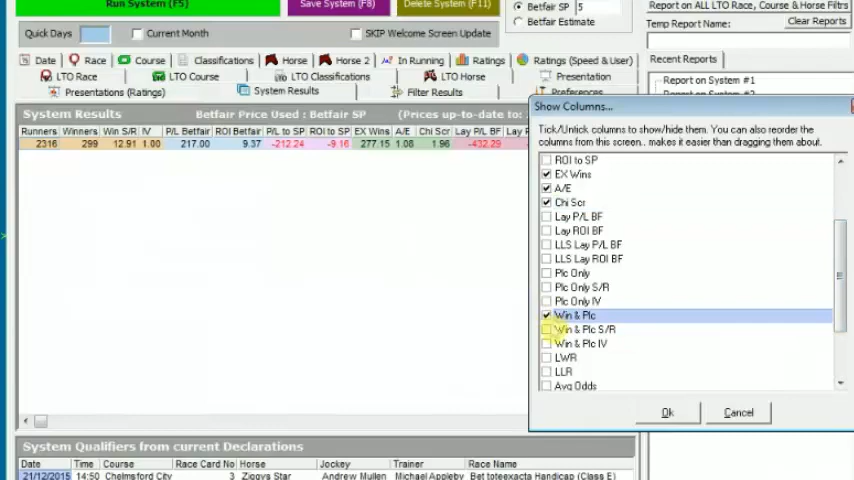 Run System (F5) Save System (F8) Delete System (F11)
Betfair SP 5
Betfair Estimate
Report on ALL LTO Race, Course & Horse Filtrs
Temp Report Name: Clear Reports
Quick Days Current Month SKIP Welcome Screen Update
Recent Reports
Date Race Course Classifications Horse Horse 2 In Running Ratings Ratings (Speed & User)
LTO Race LTO Course LTO Classifications LTO Horse Presentation
Presentations (Ratings) System Results Filter Results Preferences
Report on System #1
Report on System #2
System Results Betfair Price Used : Betfair SP (Prices up-to-date to:
Runners Winners Win S/R IV P/L Betfair ROI Betfair P/L to SP ROI to SP EX Wins A/E Chi Scr Lay P/L BF Lay
2316 299 12.91 1.00 217.00 9.37 -212.24 -9.16 277.15 1.08 1.96 -432.29
Show Columns...
Tick/Untick columns to show/hide them. You can also reorder the
columns from this screen.. makes it easier than dragging them about.
ROI to SP
EX Wins
A/E
Chi Scr
Lay P/L BF
Lay ROI BF
LLS Lay P/L BF
LLS Lay ROI BF
Plc Only
Plc Only S/R
Plc Only IV
Win & Plc
Win & Plc S/R
Win & Plc IV
LWR
LLR
Avg Odds
Ok Cancel
System Qualifiers from current Declarations
Date Time Course Race Card No Horse Jockey Trainer Race Name
21/12/2015 14:50 Chelmsford City 3 Ziggys Star Andrew Mullen Michael Appleby Bet toteexacta Handicap (Class E)